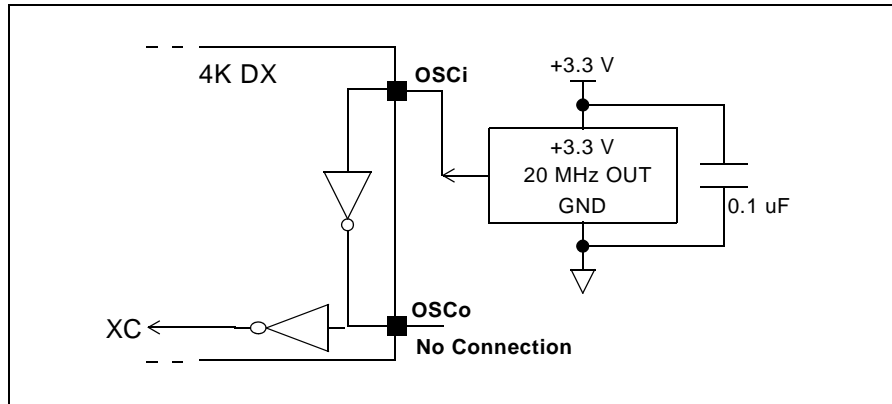 4K DX
OSCi
+3.3 V
+3.3 V
20 MHz OUT
GND
0.1 uF
OSCo
XC
No Connection